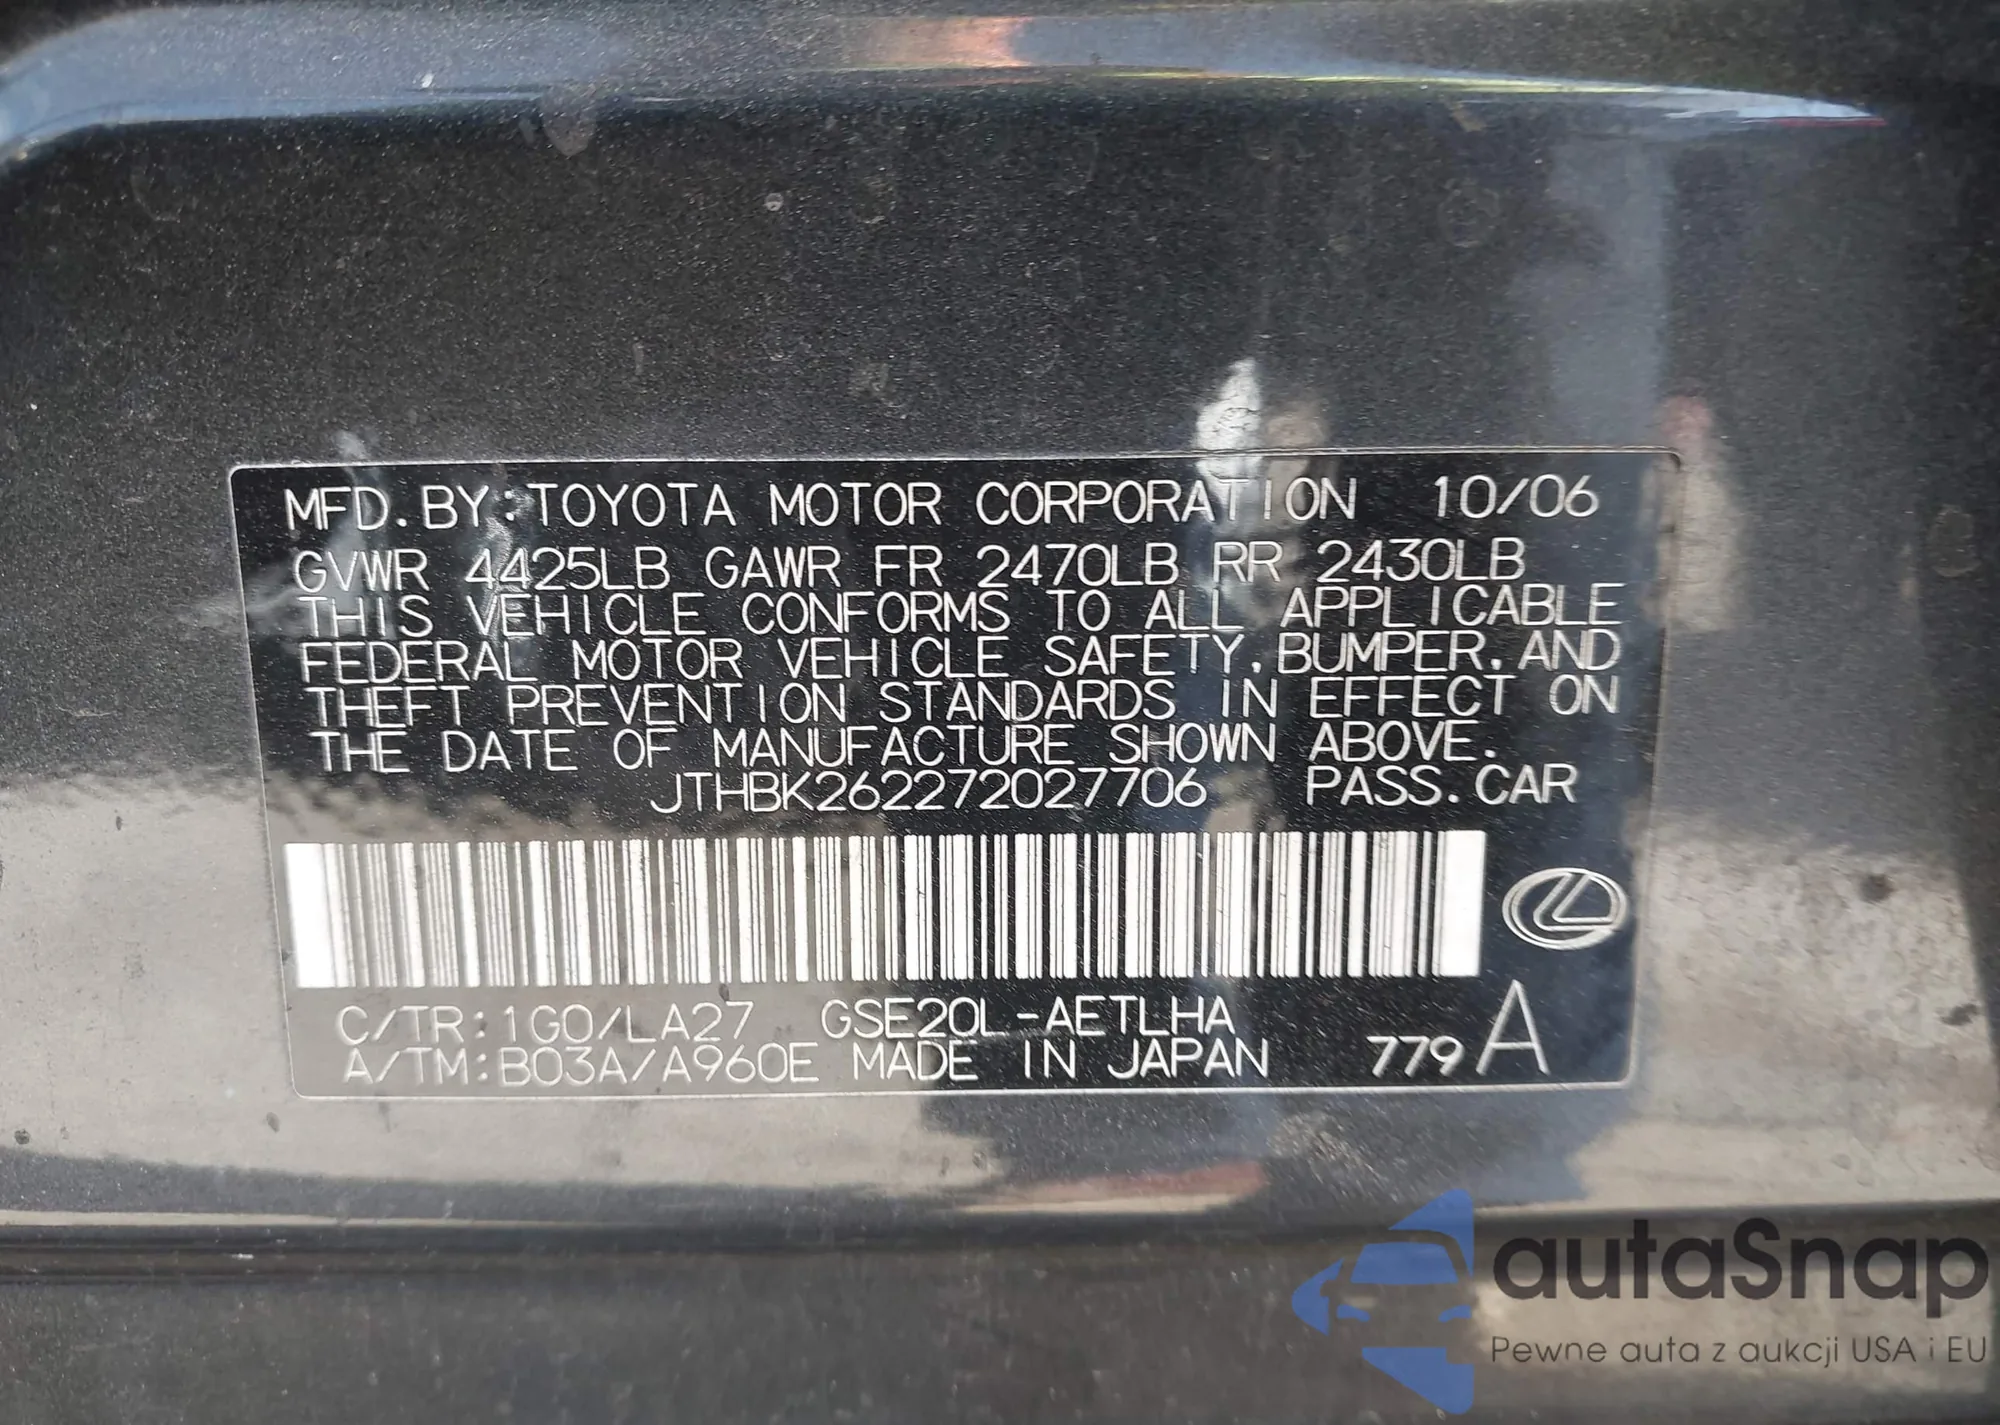 MFD. BY: TOYOTA MOTOR CORPORATION 10/06
GVWR 4425LB GAWR FR 2470LB RR 2430LB
THIS VEHICLE CONFORMS TO ALL APPLICABLE
FEDERAL MOTOR VEHICLE SAFETY, BUMPER, AND
THEFT PREVENTION STANDARDS IN EFFECT ON
THE DATE OF MANUFACTURE SHOWN ABOVE.
JTHBK262272027706 PASS. CAR
C/TR: 1G0/LA27 GSE20L-AETLHA
A/TM: B03A/A960E MADE IN JAPAN 779 A
autaSnap
Pewne auta z aukcji USA i EU